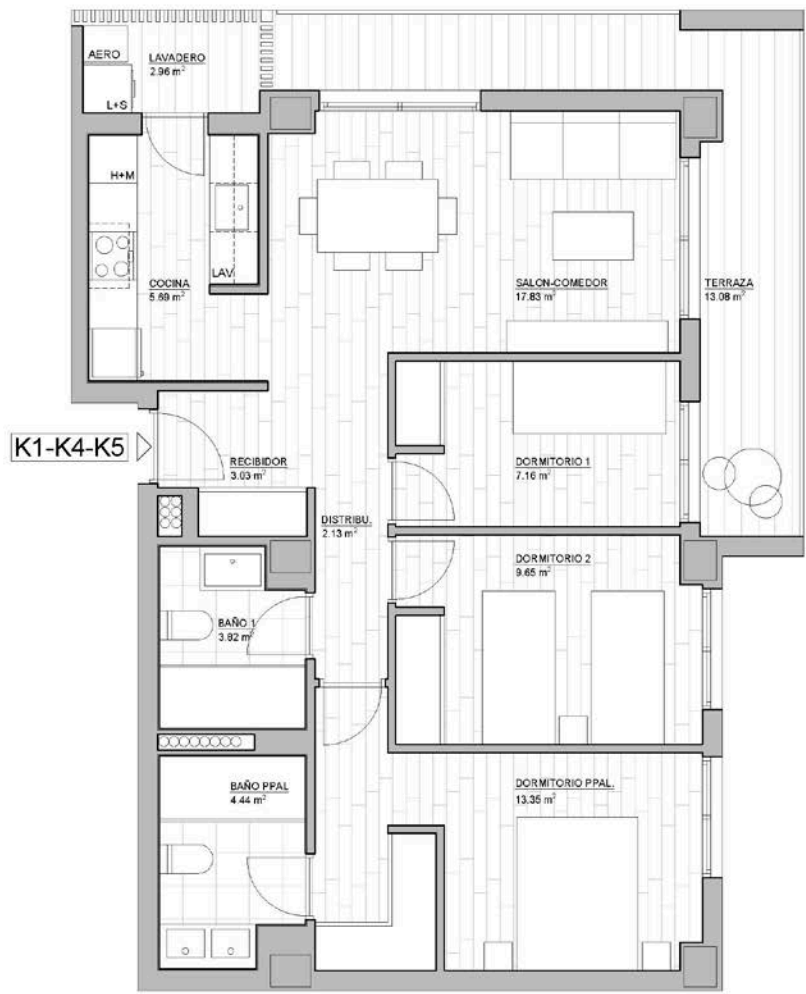 AERO
LAVADERO
2.96 m²
L+S
H+M
COCINA
5.69 m²
LAV
SALON-COMEDOR
17.83 m²
TERRAZA
13.08 m²
K1-K4-K5
RECIBIDOR
3.03 m²
DORMITORIO 1
7.16 m²
DISTRIBU.
2.13 m²
DORMITORIO 2
9.65 m²
BAÑO 1
3.82 m²
BAÑO PPAL
4.44 m²
DORMITORIO PPAL.
13.35 m²